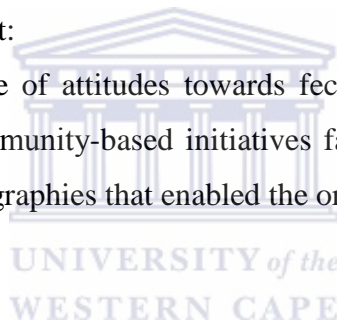 t:
e of attitudes towards fec
munity-based initiatives fa
graphies that enabled the or
UNIVERSITY of the
WESTERN CAPE